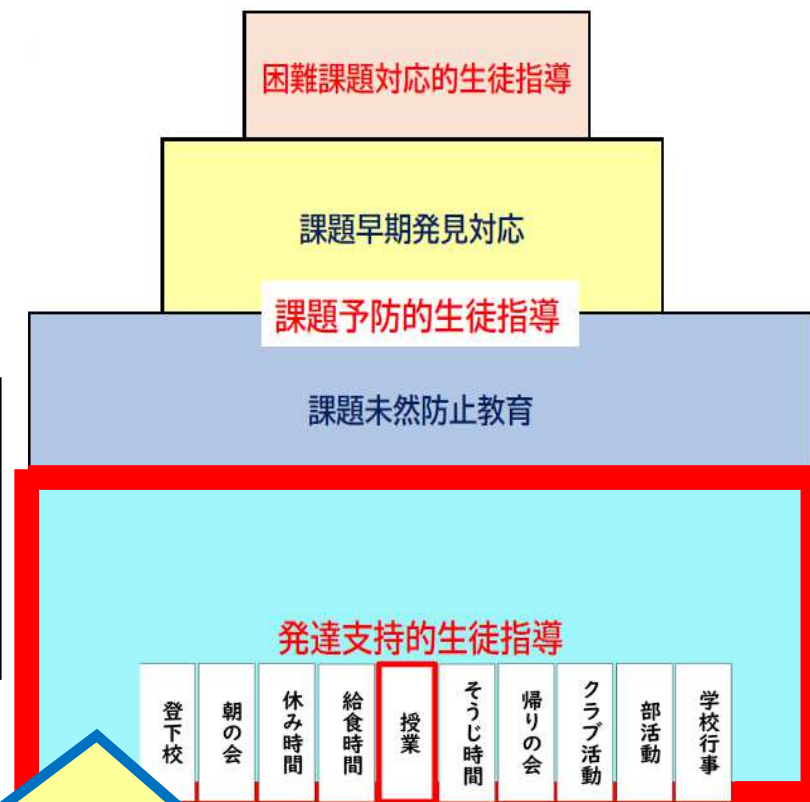 困難課題対応的生徒指導
課題早期発見対応
課題予防的生徒指導
課題未然防止教育
発達支持的生徒指導
登下校
朝の会
休み時間
給食時間
授業
そうじ時間
帰りの会
クラブ活動
部活動
学校行事